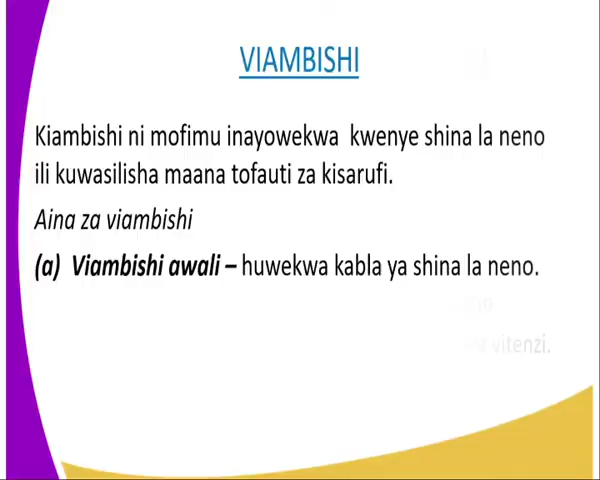 VIAMBISHI
Kiambishi ni mofimu inayowekwa kwenye shina la neno
ili kuwasilisha maana tofauti za kisarufi.
Aina za viambishi
(a) Viambishi awali – huwekwa kabla ya shina la neno.
vitenzi.